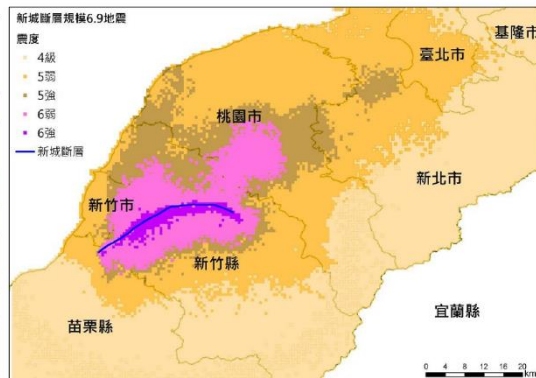 新城斷層規模6.9地震
震度
4級
5弱
5強
6弱
6強
新城斷層
基隆市
臺北市
桃園市
新北市
新竹市
新竹縣
宜蘭縣
苗栗縣
0 4 8 12 16 20
km